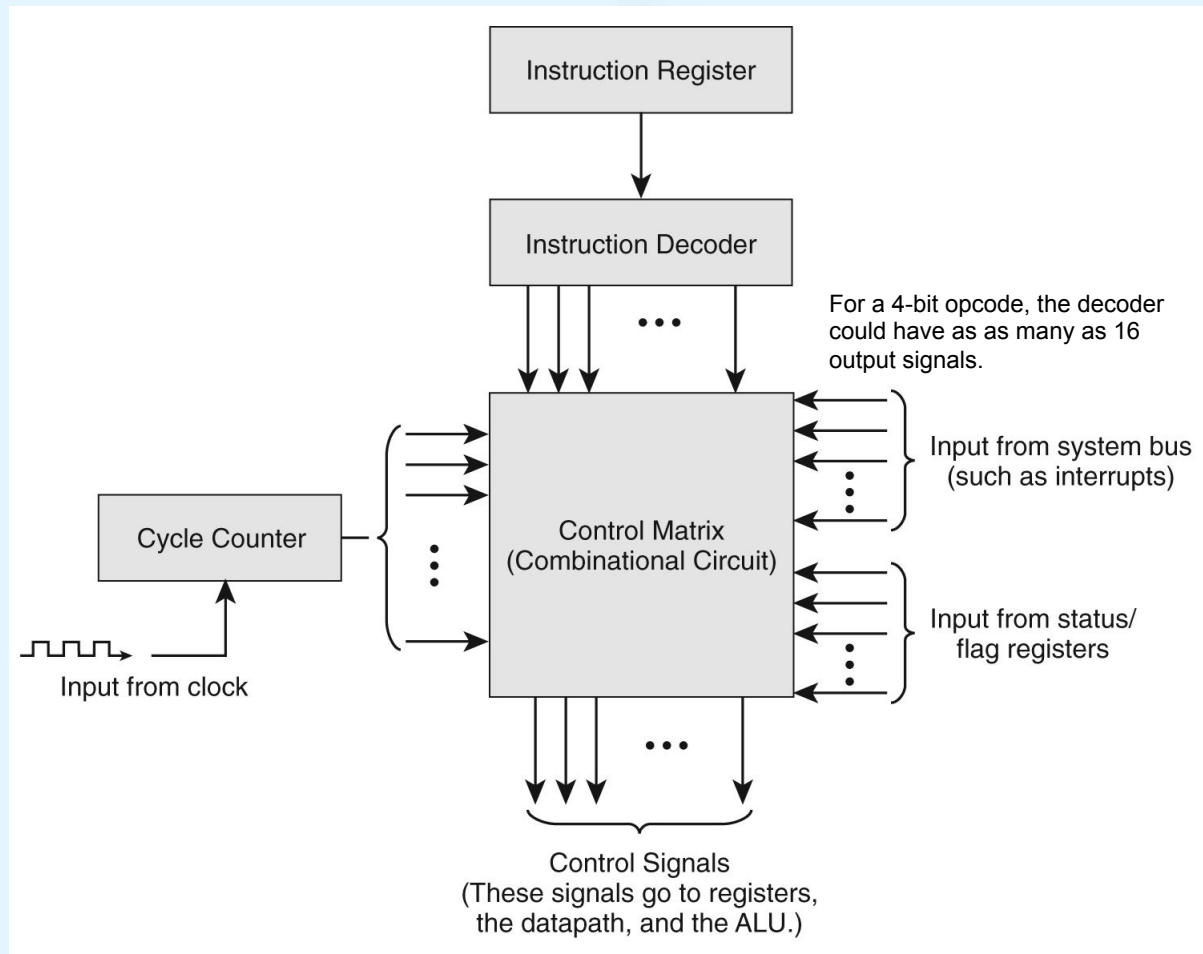 Instruction Register
Instruction Decoder
For a 4-bit opcode, the decoder
could have as as many as 16
output signals.
Input from system bus
(such as interrupts)
Cycle Counter
Control Matrix
(Combinational Circuit)
Input from status/
flag registers
Input from clock
Control Signals
(These signals go to registers,
the datapath, and the ALU.)